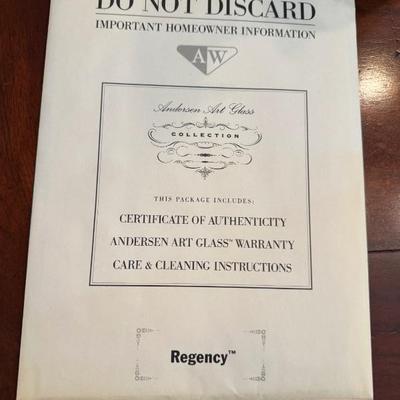 DO NOT DISCARD
IMPORTANT HOMEOWNER INFORMATION
AW
Andersen Art Glass
COLLECTION
THIS PACKAGE INCLUDES:
CERTIFICATE OF AUTHENTICITY
ANDERSEN ART GLASS™ WARRANTY
CARE & CLEANING INSTRUCTIONS
Regency™